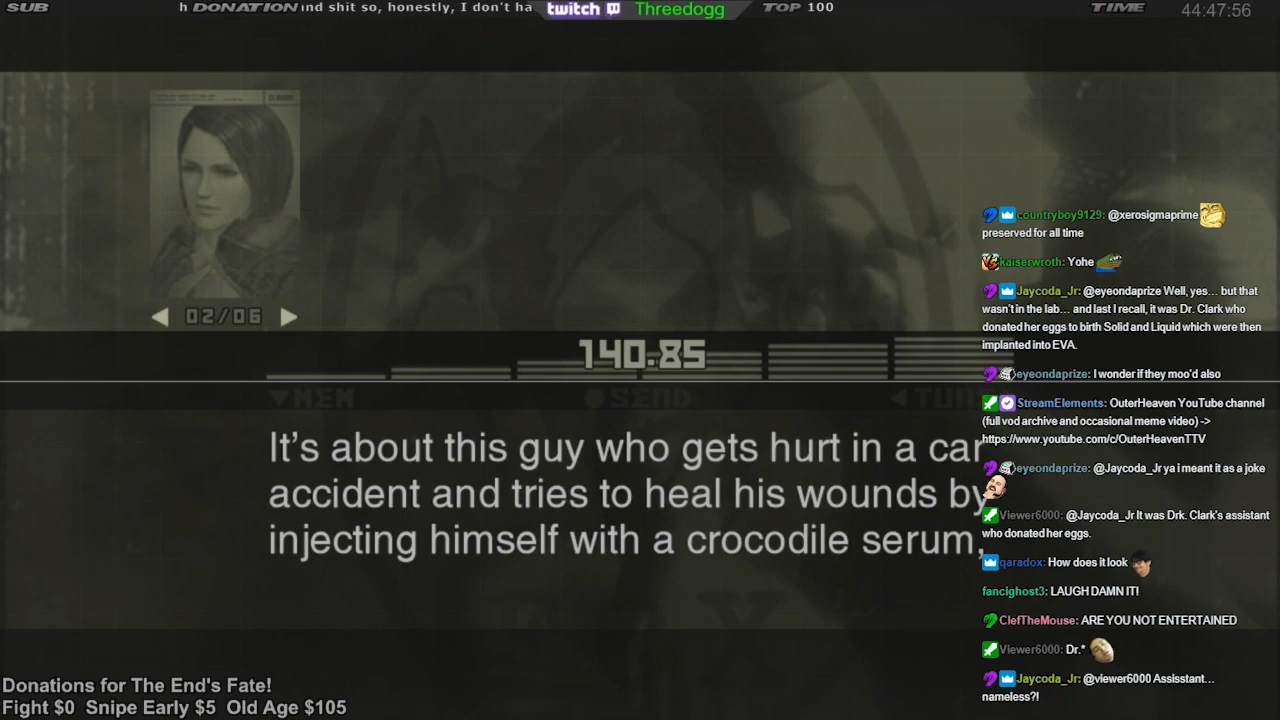 SUB
h DONATION ind shit so, honestly, I don't ha
twitch Threedogg
TOP 100
TIME
44:47:56
02/06
140.85
MEM
SEND
TUN
It's about this guy who gets hurt in a car
accident and tries to heal his wounds by
injecting himself with a crocodile serum,
countryboy9129: @xerosigmaprime
preserved for all time
kaiserwroth: Yohe
Jaycoda_Jr: @eyeondaprize Well, yes... but that
wasn't in the lab... and last I recall, it was Dr. Clark who
donated her eggs to birth Solid and Liquid which were then
implanted into EVA.
eyeondaprize: I wonder if they moo'd also
StreamElements: OuterHeaven YouTube channel
(full vod archive and occasional meme video) ->
https://www.youtube.com/c/OuterHeavenTTV
eyeondaprize: @Jaycoda_Jr ya i meant it as a joke
Viewer6000: @Jaycoda_Jr It was Drk. Clark's assistant
who donated her eggs.
qaradox: How does it look
fancighost3: LAUGH DAMN IT!
ClefTheMouse: ARE YOU NOT ENTERTAINED
Viewer6000: Dr.*
Jaycoda_Jr: @viewer6000 Assisstant...
nameless?!
Donations for The End's Fate!
Fight $0 Snipe Early $5 Old Age $105